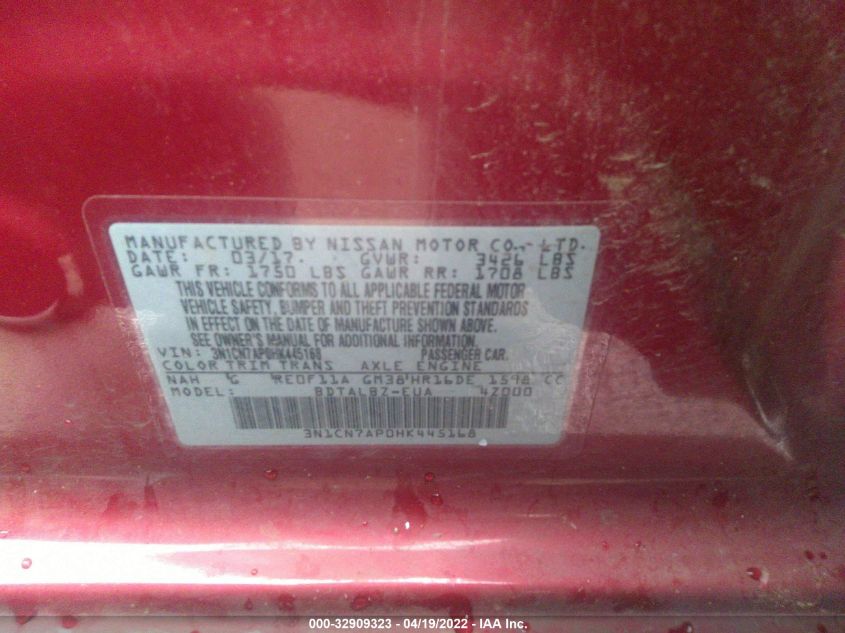 MANUFACTURED BY NISSAN MOTOR CO., LTD.
DATE: 03/17. GVWR: 3426 LBS
GAWR FR: 1750 LBS GAWR RR: 1708 LBS
THIS VEHICLE CONFORMS TO ALL APPLICABLE FEDERAL MOTOR
VEHICLE SAFETY, BUMPER AND THEFT PREVENTION STANDARDS
IN EFFECT ON THE DATE OF MANUFACTURE SHOWN ABOVE.
SEE OWNER'S MANUAL FOR ADDITIONAL INFORMATION.
VIN: 3N1CN7AP0HK445168 PASSENGER CAR.
COLOR TRIM TRANS AXLE ENGINE
NAH G RE0F11A GM38 HR16DE 1598 CC
MODEL: BDTALBZ-EUA 4Z000
3N1CN7AP0HK445168
000-32909323 - 04/19/2022 - IAA Inc.